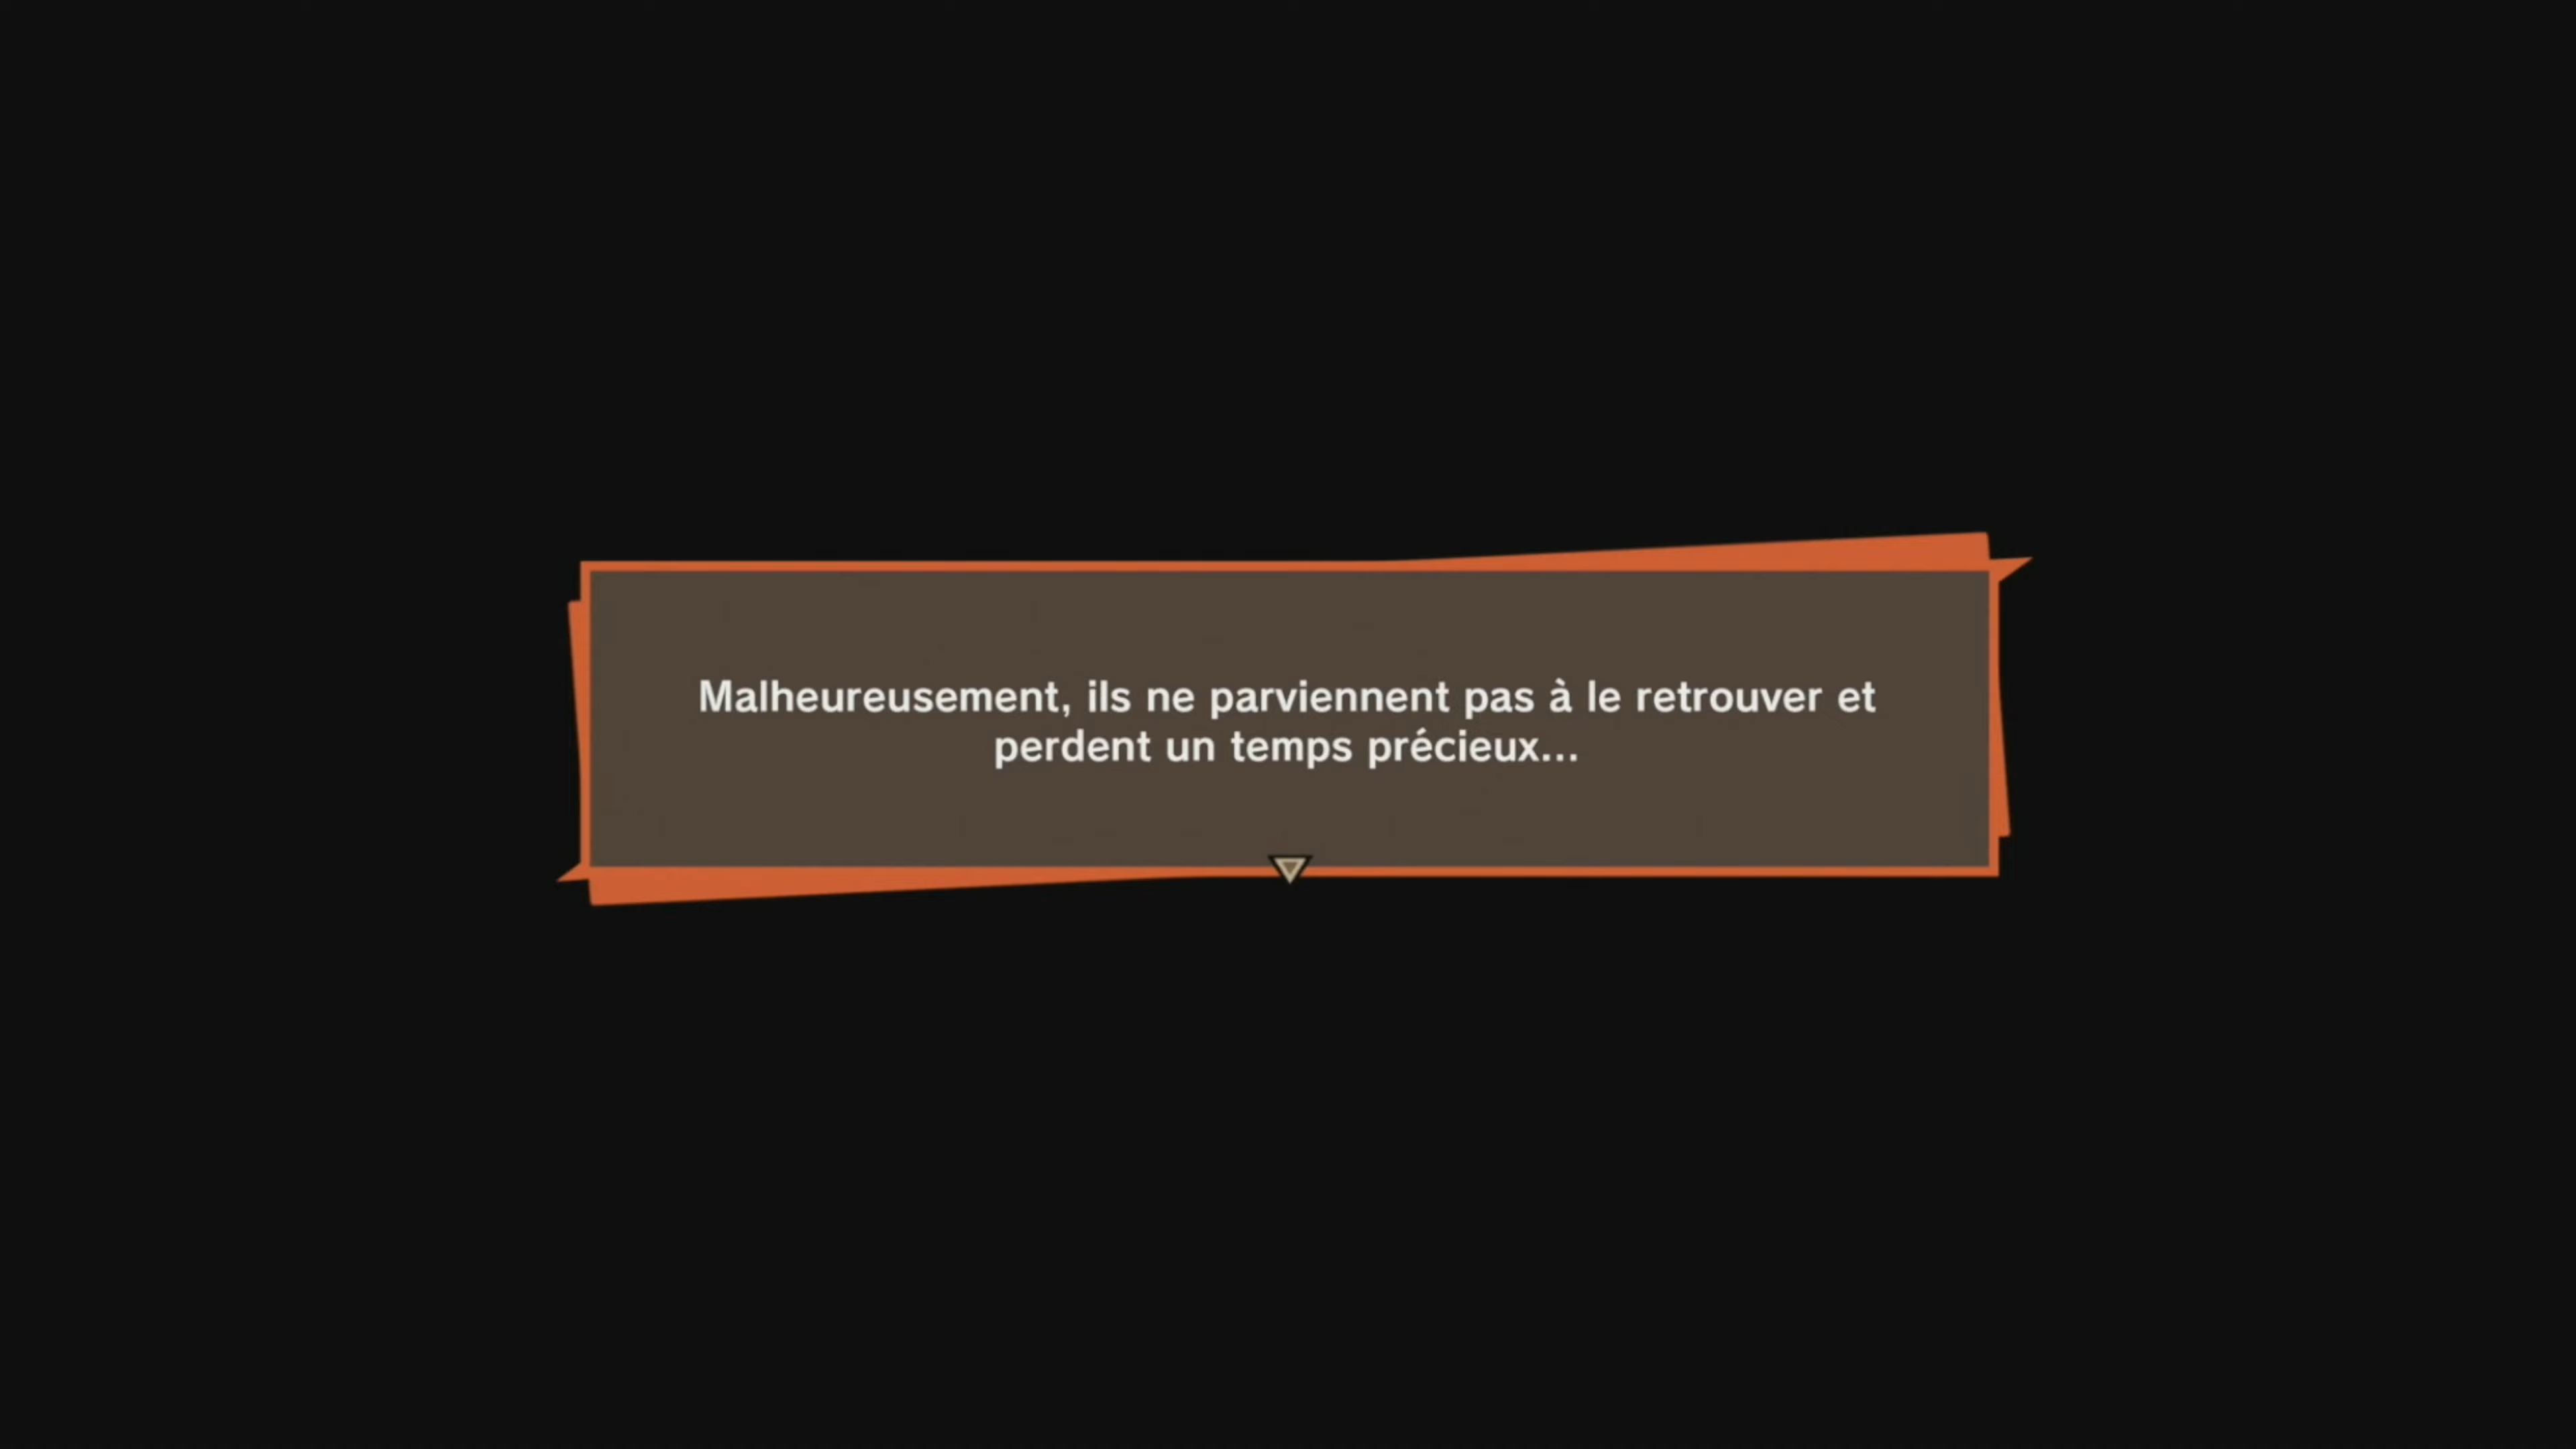 Malheureusement, ils ne parviennent pas à le retrouver et
perdent un temps précieux...